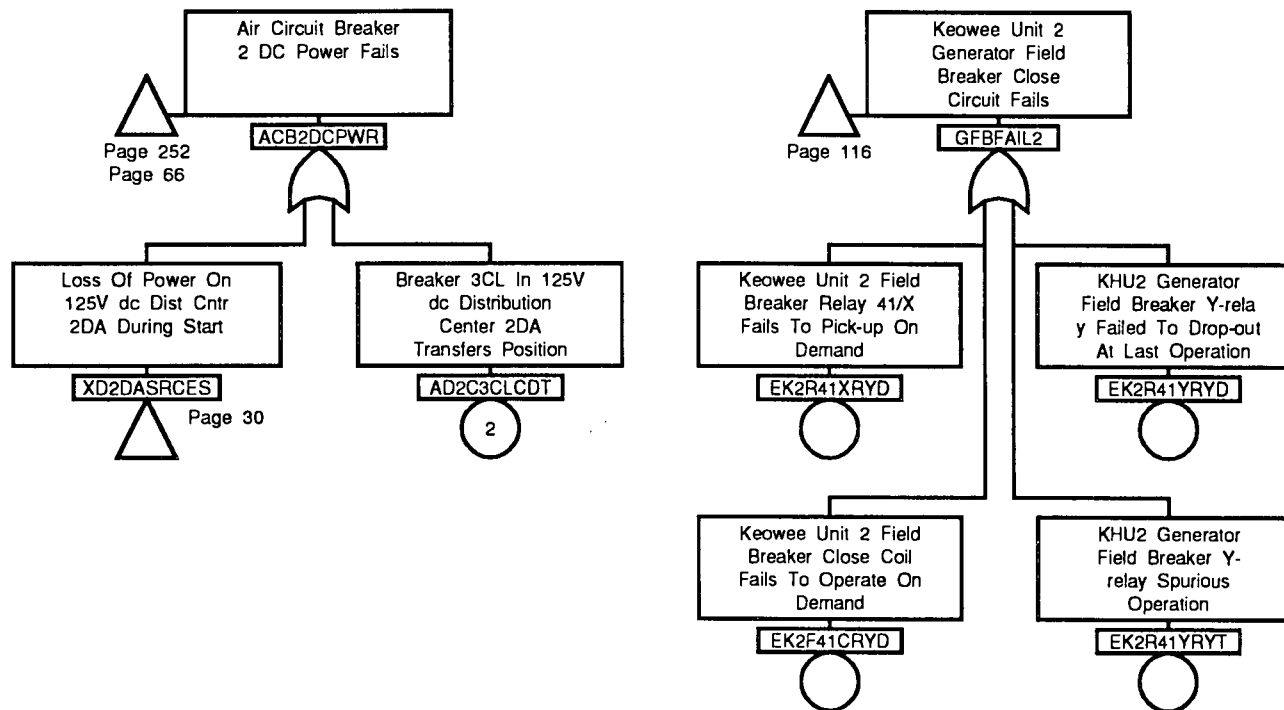 Air Circuit Breaker
2 DC Power Fails
Page 252
Page 66
ACB2DCPWR
Loss Of Power On
125V dc Dist Cntr
2DA During Start
XD2DASRCES
Page 30
Breaker 3CL In 125V
dc Distribution
Center 2DA
Transfers Position
AD2C3CLCDT
2
Keowee Unit 2
Generator Field
Breaker Close
Circuit Fails
Page 116
GFBFAIL2
Keowee Unit 2 Field
Breaker Relay 41/X
Fails To Pick-up On
Demand
EK2R41XRYD
KHU2 Generator
Field Breaker Y-rela
y Failed To Drop-out
At Last Operation
EK2R41YRYD
Keowee Unit 2 Field
Breaker Close Coil
Fails To Operate On
Demand
EK2F41CRYD
KHU2 Generator
Field Breaker Y-
relay Spurious
Operation
EK2R41YRYT